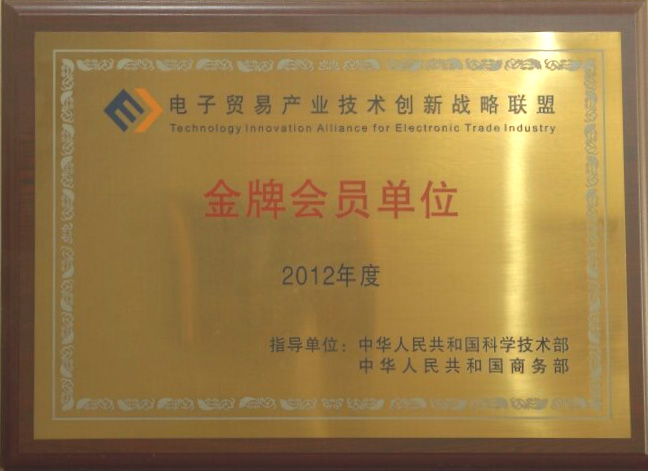 电子贸易产业技术创新战略联盟
Technology Innovation Alliance for Electronic Trade Industry
金牌会员单位
2012年度
指导单位：中华人民共和国科学技术部
中华人民共和国商务部